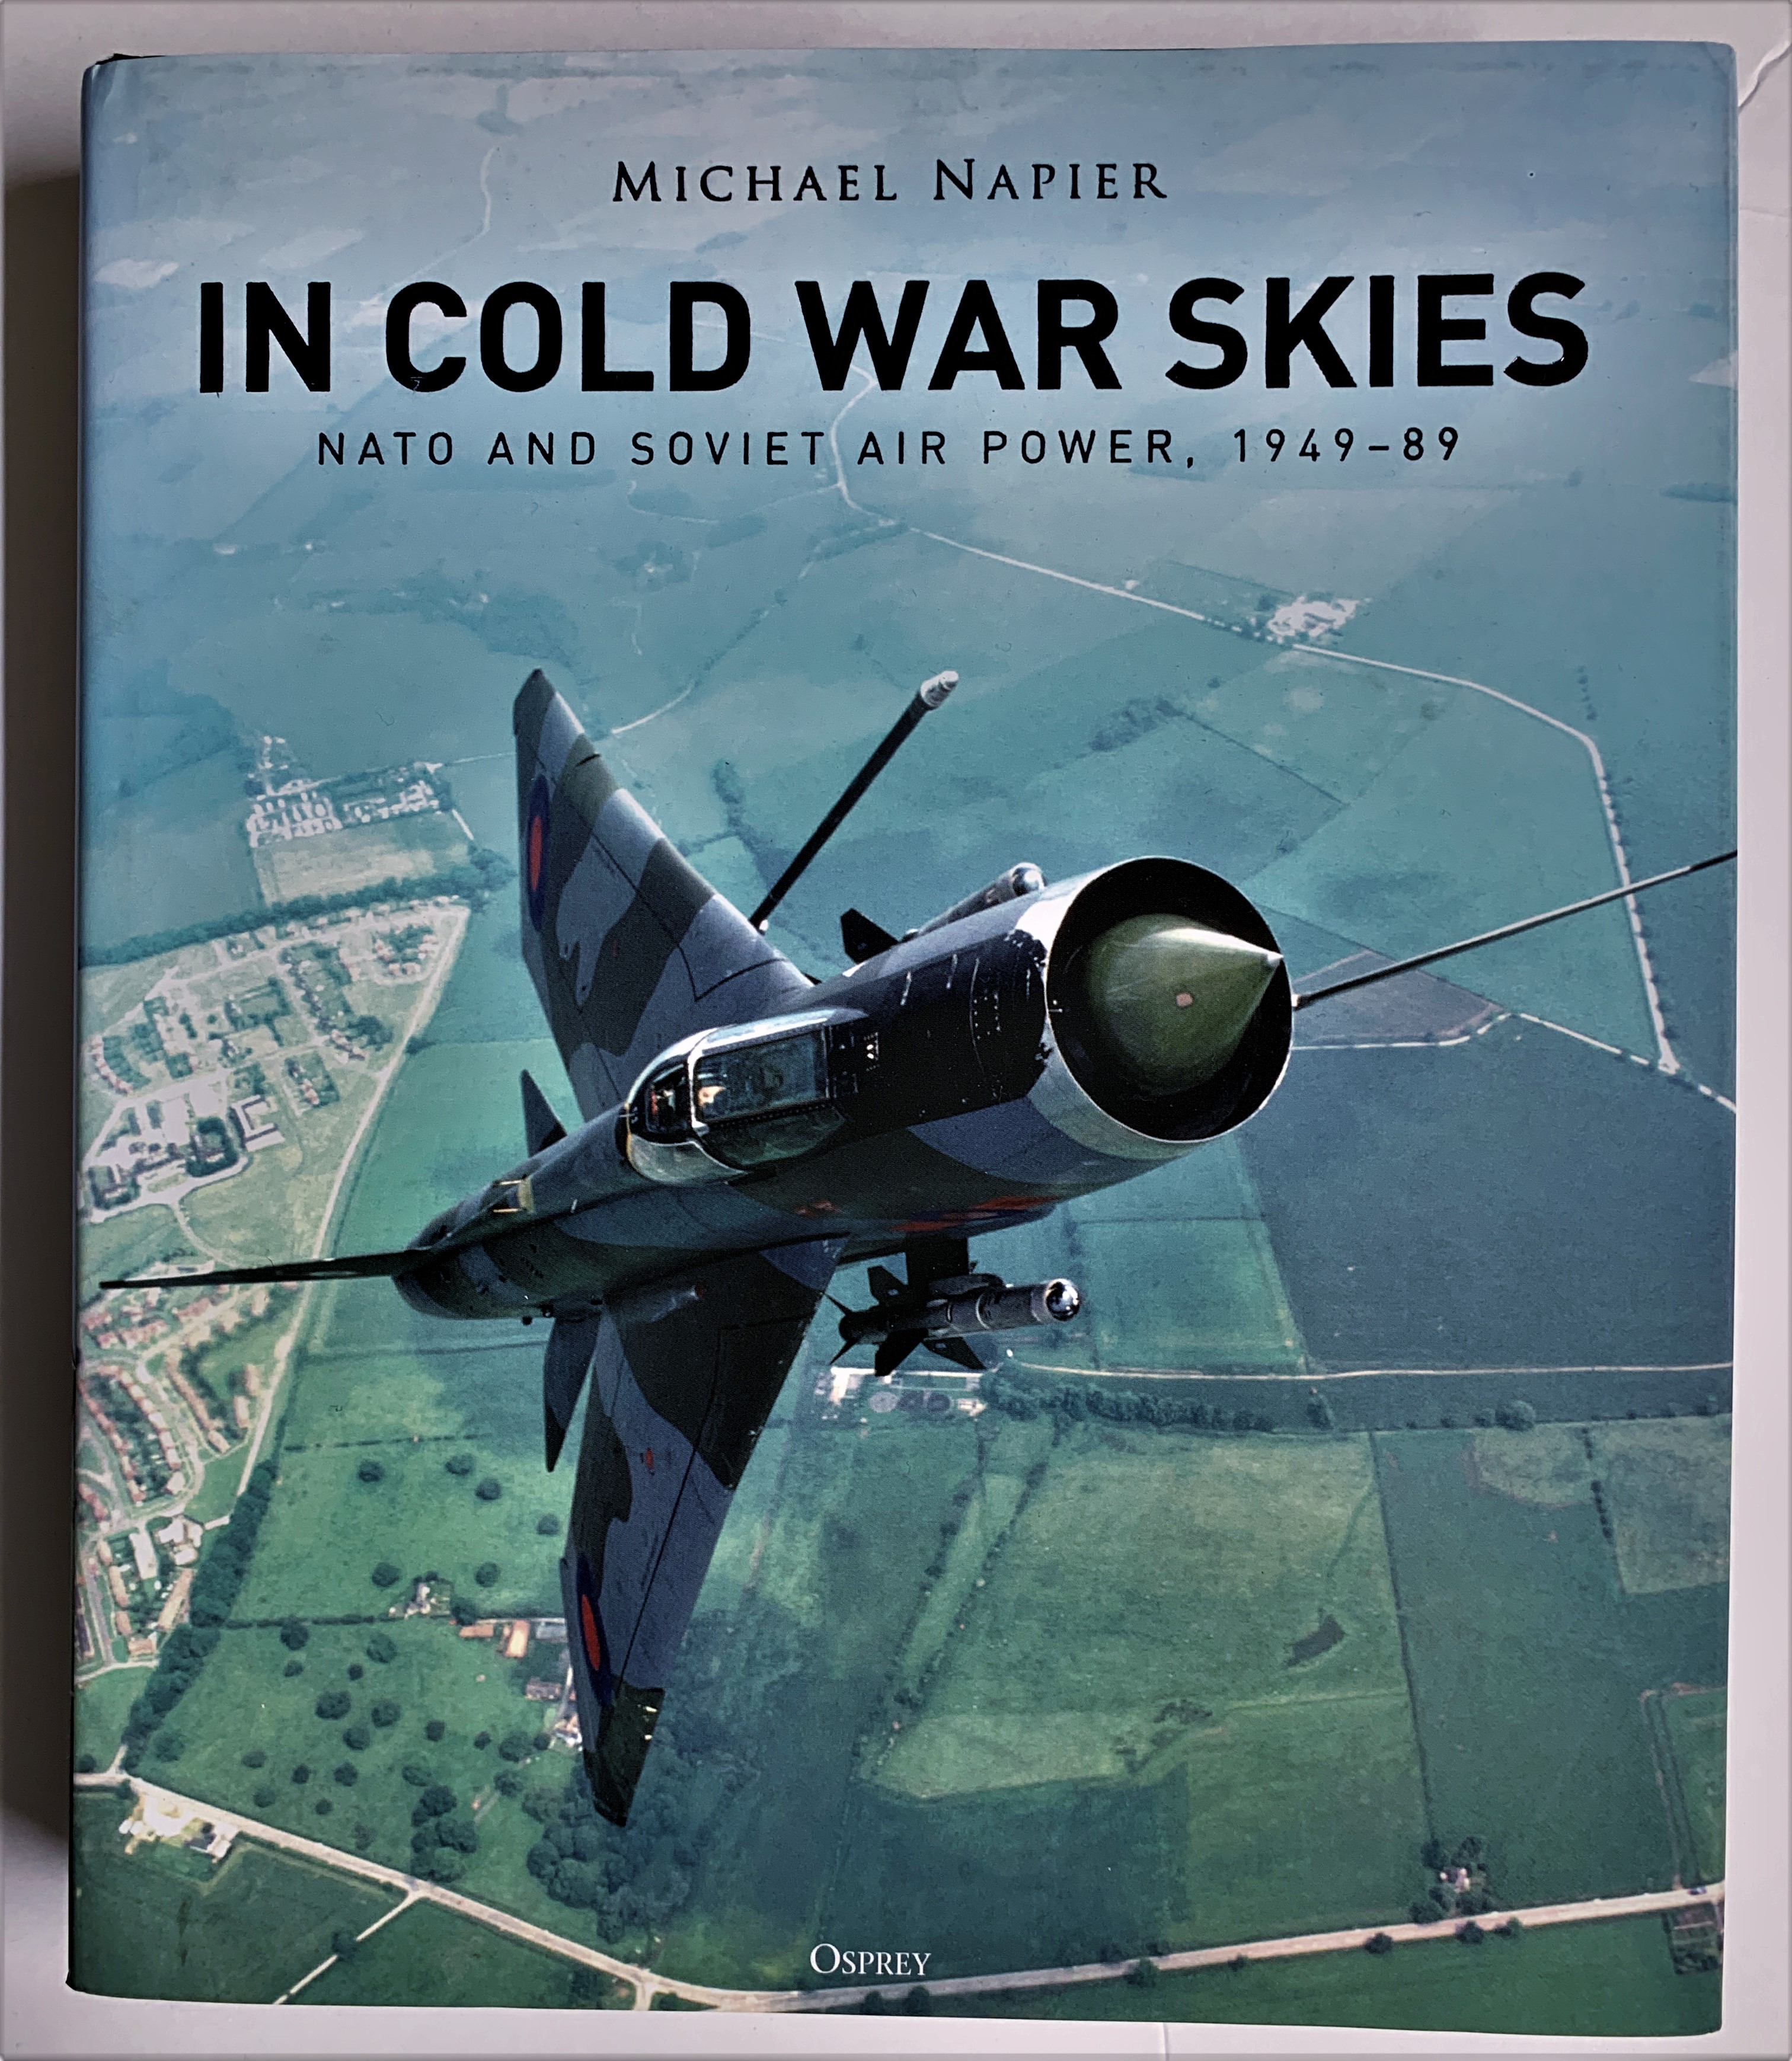 MICHAEL NAPIER
IN COLD WAR SKIES
NATO AND SOVIET AIR POWER, 1949–89
OSPREY